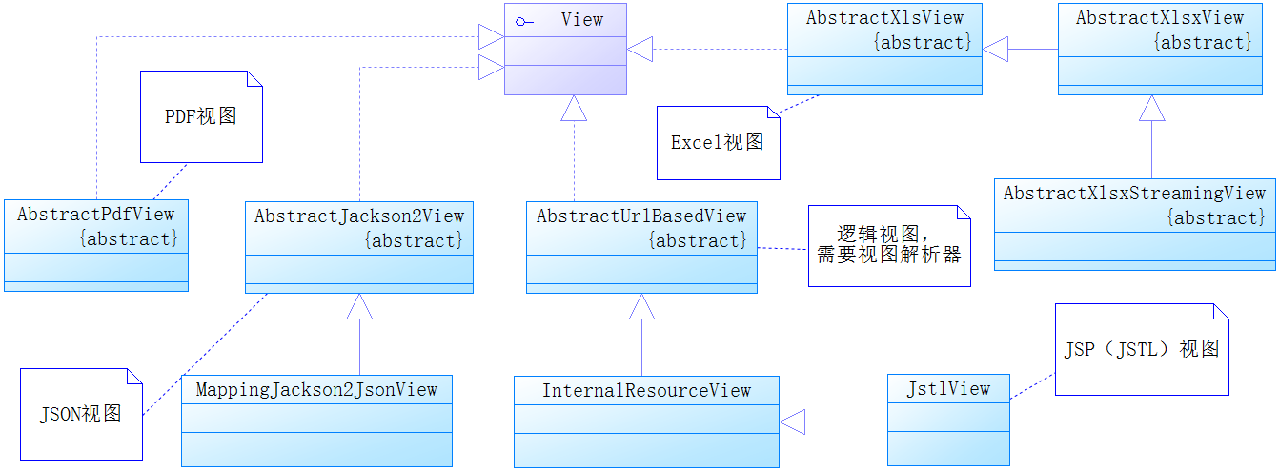 View
AbstractXlsView
{abstract}
AbstractXlsxView
{abstract}
PDF视图
Excel视图
AbstractPdfView
{abstract}
AbstractJackson2View
{abstract}
AbstractUrlBasedView
{abstract}
逻辑视图，
需要视图解析器
AbstractXlsxStreamingView
{abstract}
JSP（JSTL）视图
JSON视图
MappingJackson2JsonView
InternalResourceView
JstlView